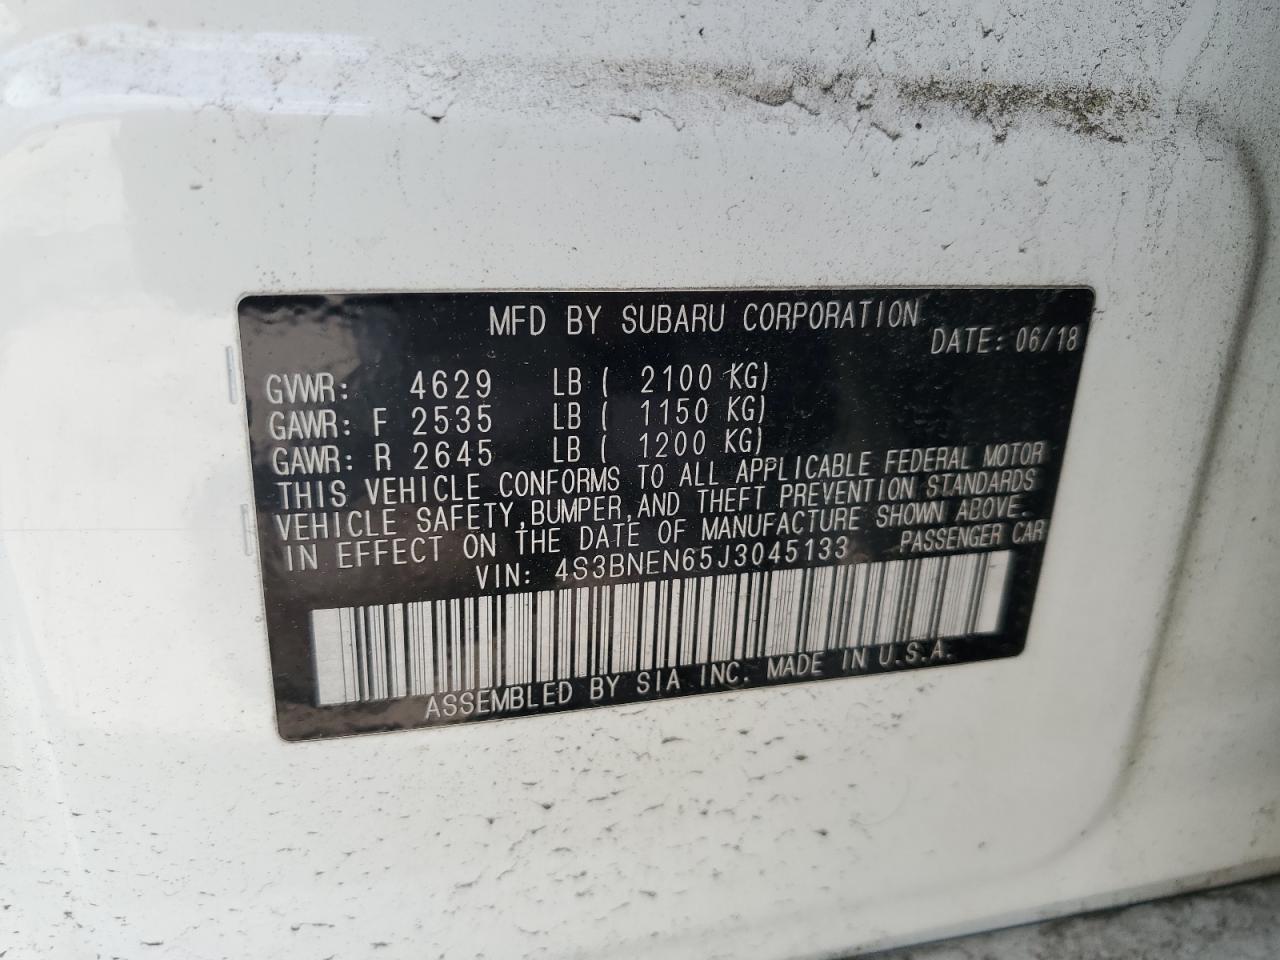 MFD BY SUBARU CORPORATION
DATE: 06/18
GVWR: 4629 LB ( 2100 KG)
GAWR: F 2535 LB ( 1150 KG)
GAWR: R 2645 LB ( 1200 KG)
THIS VEHICLE CONFORMS TO ALL APPLICABLE FEDERAL MOTOR
VEHICLE SAFETY, BUMPER, AND THEFT PREVENTION STANDARDS
IN EFFECT ON THE DATE OF MANUFACTURE SHOWN ABOVE.
VIN: 4S3BNEN65J3045133 PASSENGER CAR
ASSEMBLED BY SIA INC. MADE IN U.S.A.